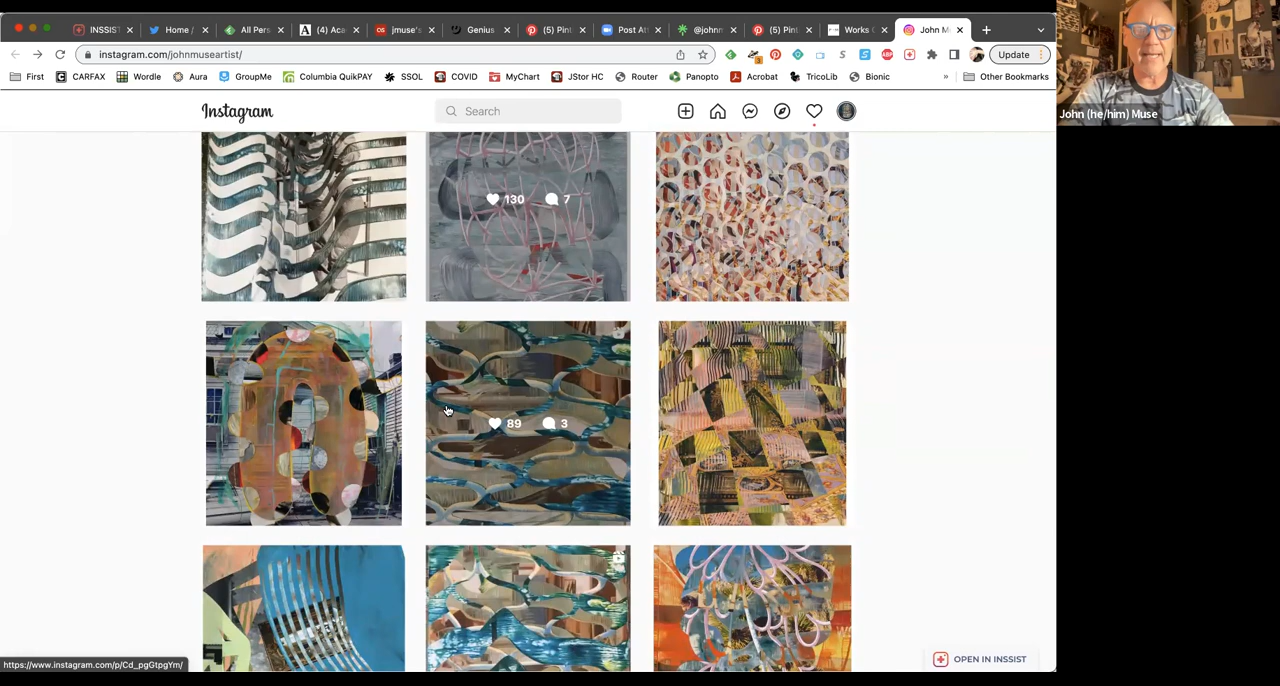 INSSIST
Home /
All Pers
(4) Aca
jmuse's
Genius
(5) Pint
Post Att
@johnm
(5) Pint
Works
John M
instagram.com/johnmuseartist/
Update
First
CARFAX
Wordle
Aura
GroupMe
Columbia QuikPAY
SSOL
COVID
MyChart
JStor HC
Router
Panopto
Acrobat
TricoLib
Bionic
»
Other Bookmarks
John (he/him) Muse
Instagram
Search
130 7
89 3
https://www.instagram.com/p/Cd_pgGtpgYm/
OPEN IN INSSIST